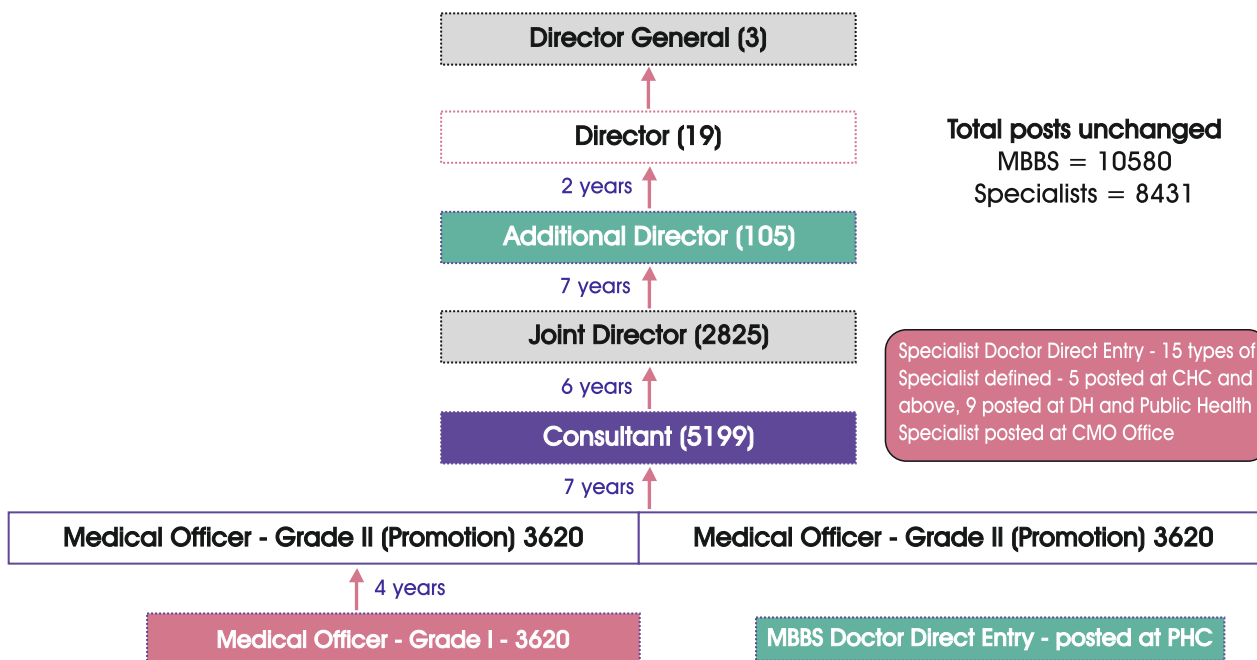 Director General (3)
Director (19)
Total posts unchanged
MBBS = 10580
Specialists = 8431
2 years
Additional Director (105)
7 years
Joint Director (2825)
6 years
Specialist Doctor Direct Entry - 15 types of
Specialist defined - 5 posted at CHC and
above, 9 posted at DH and Public Health
Specialist posted at CMO Office
Consultant (5199)
7 years
Medical Officer - Grade II (Promotion) 3620
Medical Officer - Grade II (Promotion) 3620
4 years
Medical Officer - Grade I - 3620
MBBS Doctor Direct Entry - posted at PHC